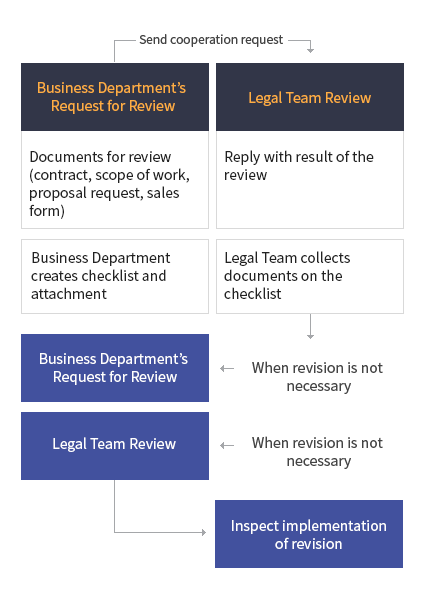 Send cooperation request
Business Department's
Request for Review
Legal Team Review
Documents for review
(contract, scope of work,
proposal request, sales
form)
Reply with result of the
review
Business Department
creates checklist and
attachment
Legal Team collects
documents on the
checklist
Business Department's
Request for Review
When revision is not
necessary
Legal Team Review
When revision is not
necessary
Inspect implementation
of revision